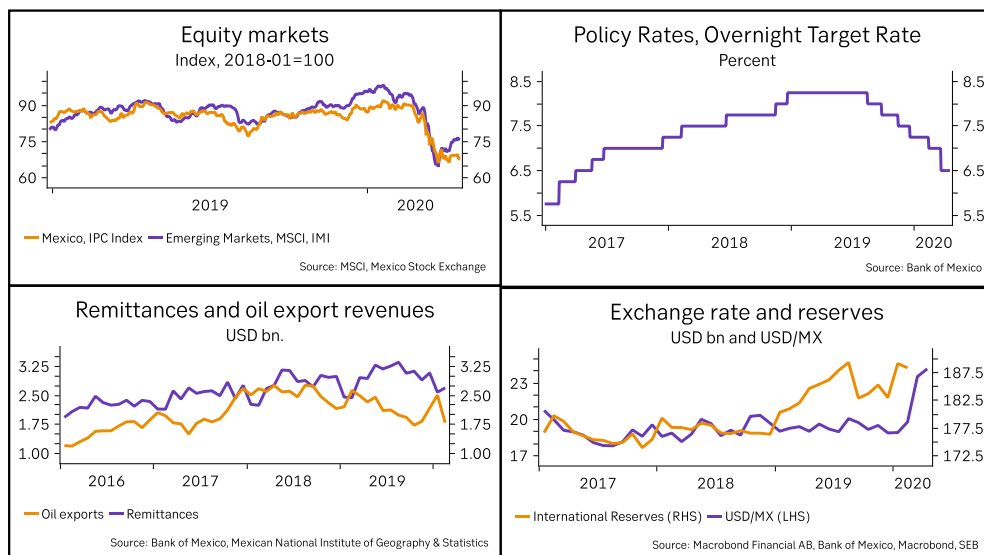 Equity markets
Index, 2018-01=100
90 90
75 75
60 60
2019 2020
Mexico, IPC Index Emerging Markets, MSCI, IMI
Source: MSCI, Mexico Stock Exchange
Policy Rates, Overnight Target Rate
Percent
8.5 8.5
7.5 7.5
6.5 6.5
5.5 5.5
2017 2018 2019 2020
Source: Bank of Mexico
Remittances and oil export revenues
USD bn.
3.25 3.25
2.50 2.50
1.75 1.75
1.00 1.00
2016 2017 2018 2019
Oil exports Remittances
Source: Bank of Mexico, Mexican National Institute of Geography & Statistics
Exchange rate and reserves
USD bn and USD/MX
187.5
23
182.5
20
177.5
17 172.5
2017 2018 2019 2020
International Reserves (RHS) USD/MX (LHS)
Source: Macrobond Financial AB, Bank of Mexico, Macrobond, SEB